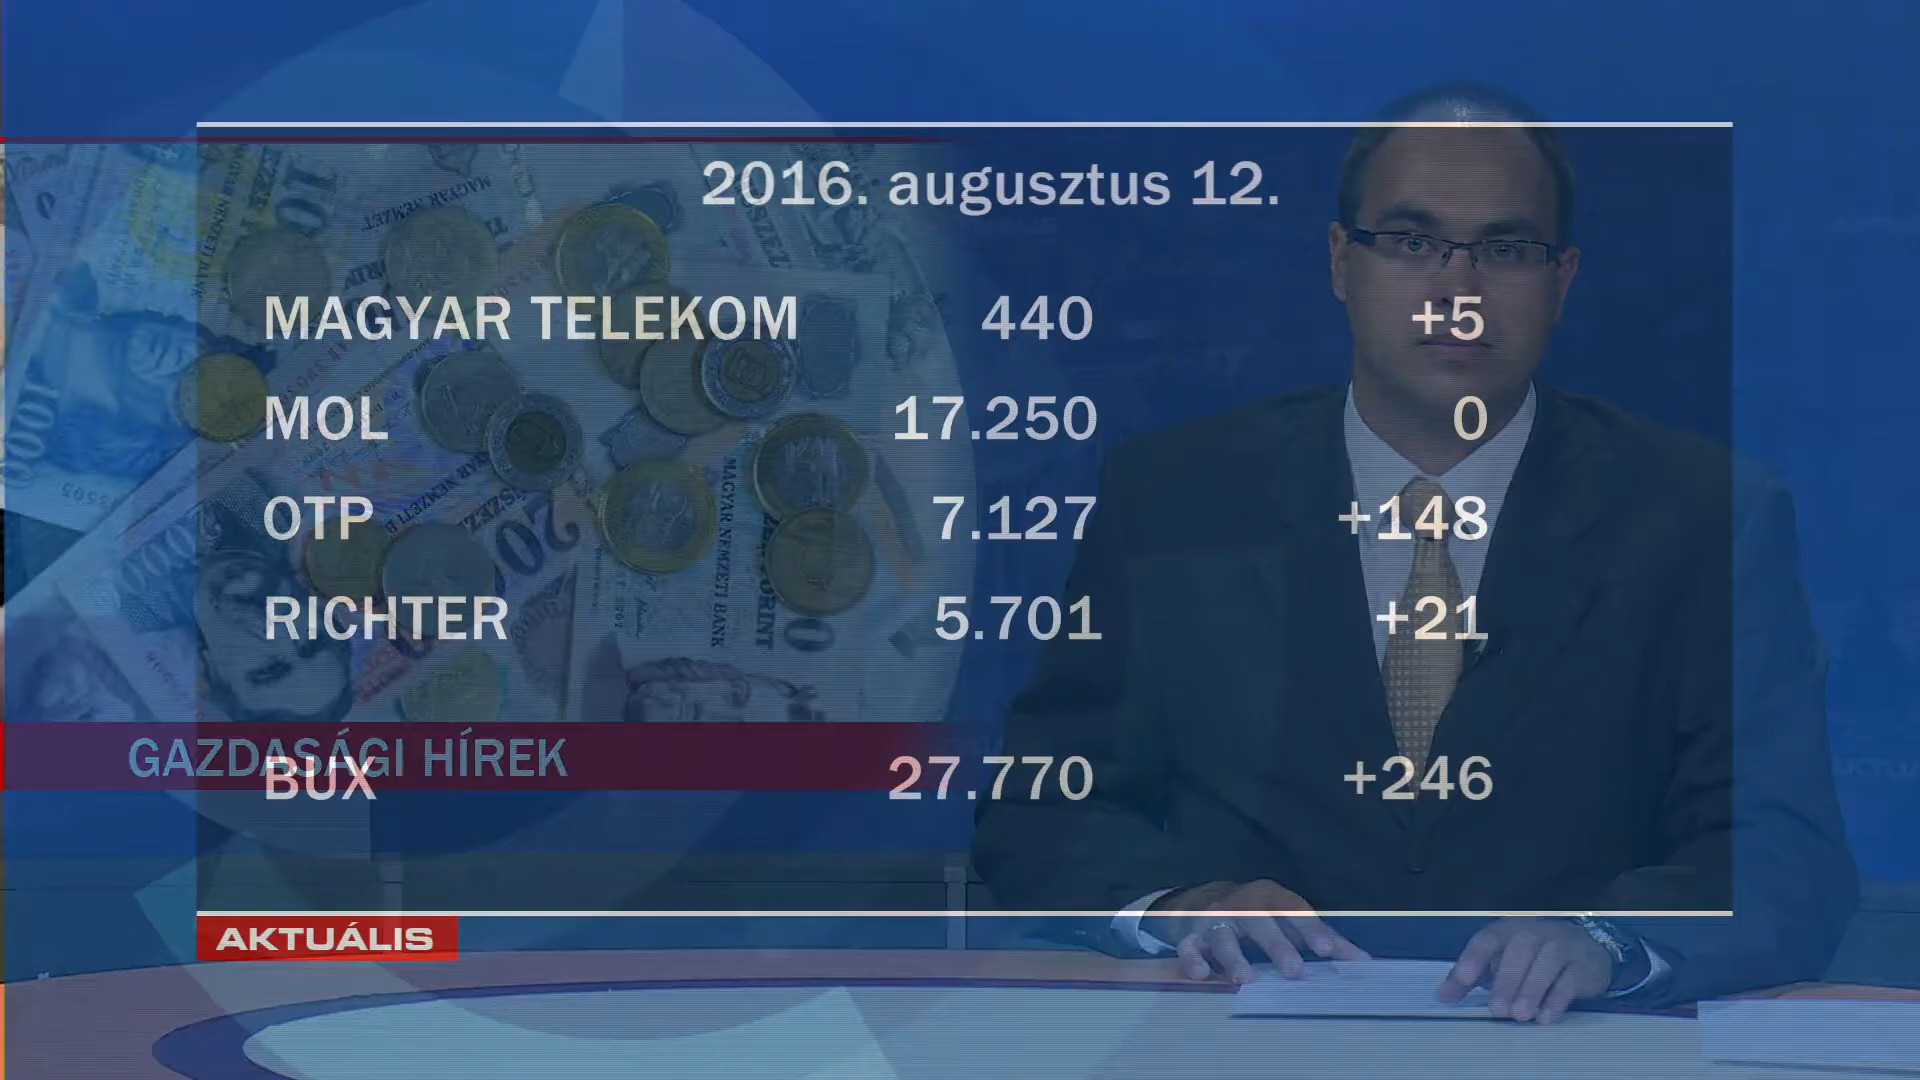 2016. augusztus 12.
MAGYAR TELEKOM 440 +5
MOL 17.250 0
OTP 7.127 +148
RICHTER 5.701 +21
GAZDASÁGI HÍREK
BUX 27.770 +246
AKTUÁLIS